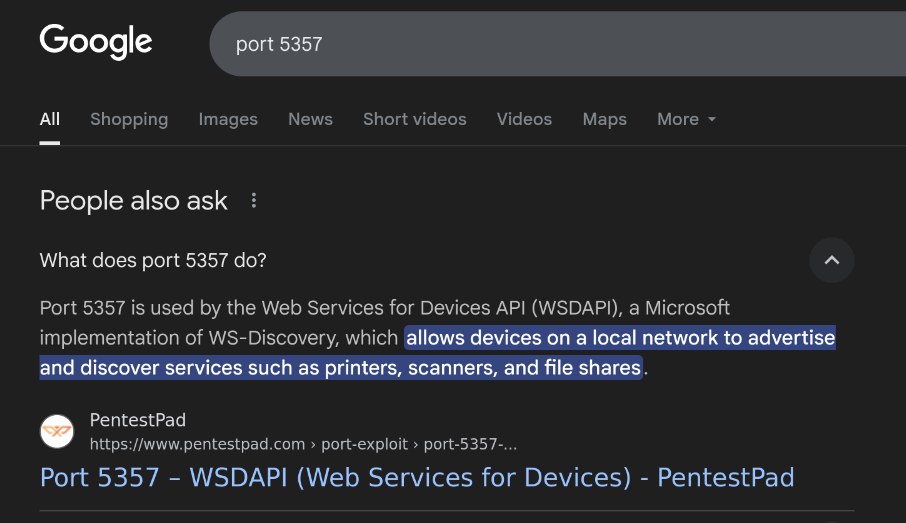 Google
port 5357
All Shopping Images News Short videos Videos Maps More
People also ask
What does port 5357 do?
Port 5357 is used by the Web Services for Devices API (WSDAPI), a Microsoft
implementation of WS-Discovery, which allows devices on a local network to advertise
and discover services such as printers, scanners, and file shares.
PentestPad
https://www.pentestpad.com › port-exploit › port-5357-...
Port 5357 – WSDAPI (Web Services for Devices) - PentestPad